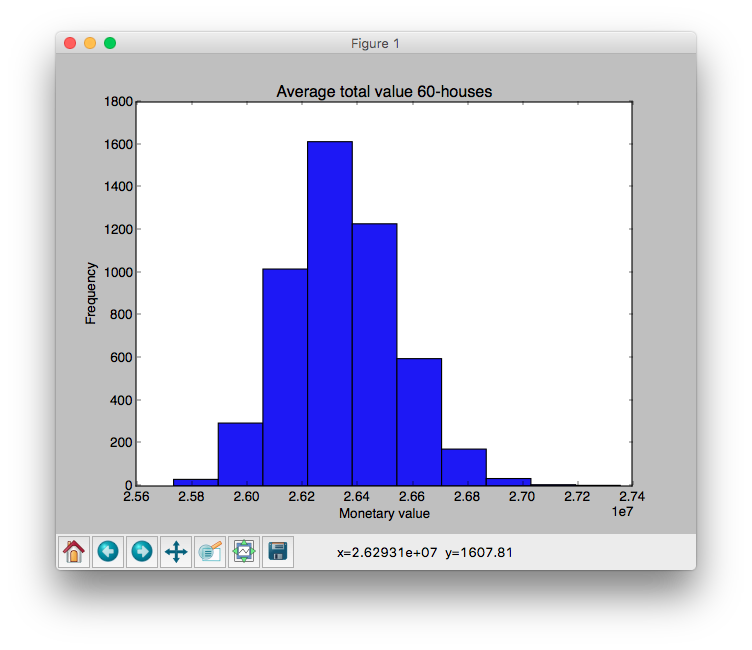 Figure 1
Average total value 60-houses
1800
1600
1400
1200
1000
800
600
400
200
0
Frequency
2.56 2.58 2.60 2.62 2.64 2.66 2.68 2.70 2.72 2.74
1e7
Monetary value
x=2.62931e+07 y=1607.81